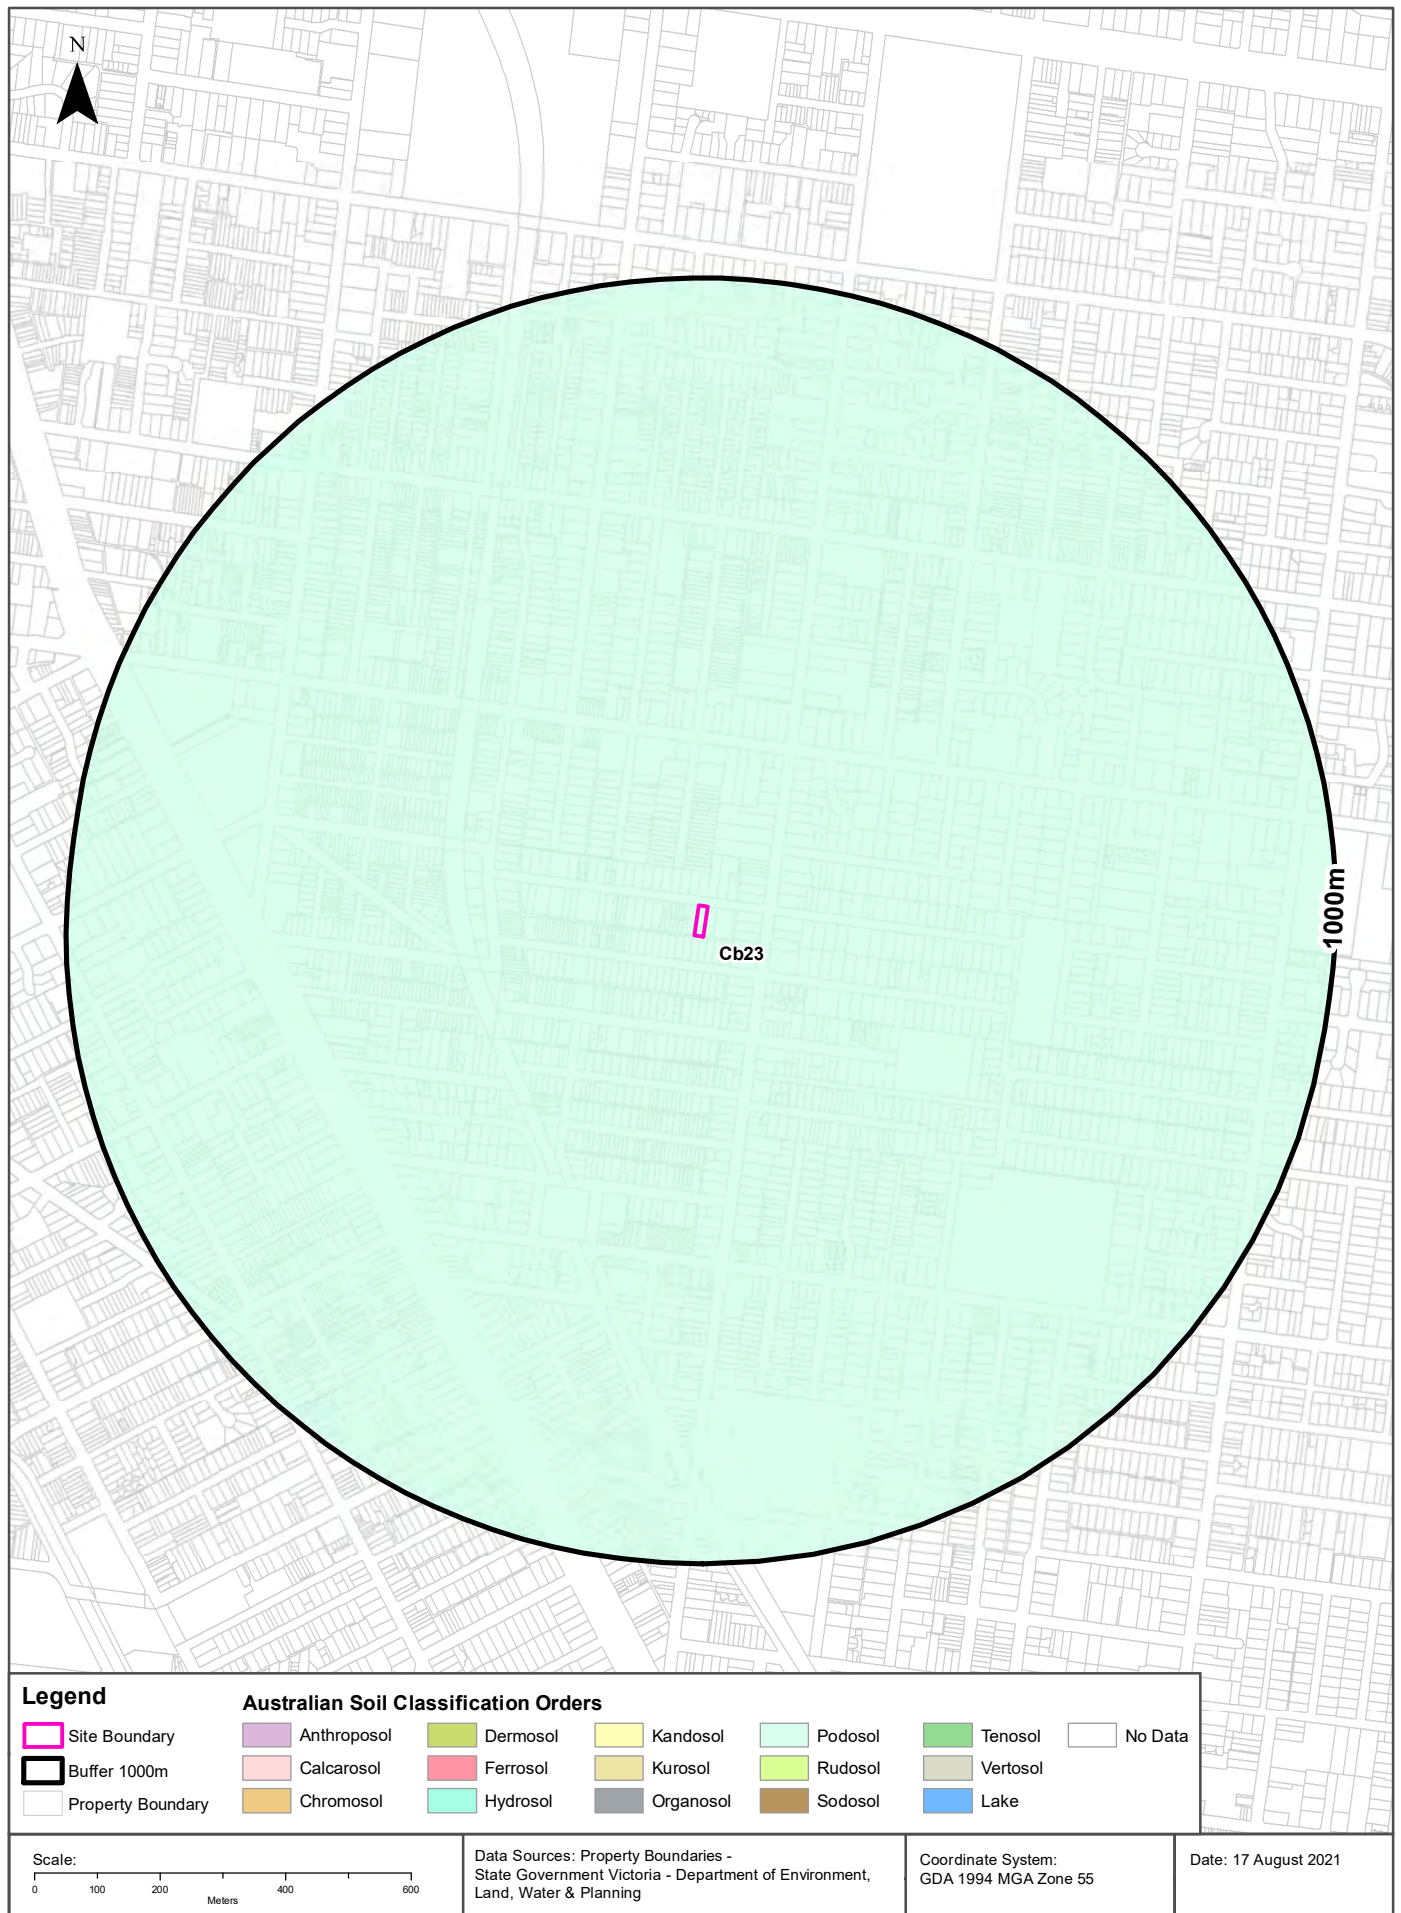 N
1000m
Cb23
Legend
Site Boundary
Buffer 1000m
Property Boundary
Australian Soil Classification Orders
Anthroposol
Calcarosol
Chromosol
Dermosol
Ferrosol
Hydrosol
Kandosol
Kurosol
Organosol
Podosol
Rudosol
Sodosol
Tenosol
Vertosol
Lake
No Data
Scale:
0 100 200 400 600
Meters
Data Sources: Property Boundaries -
State Government Victoria - Department of Environment,
Land, Water & Planning
Coordinate System:
GDA 1994 MGA Zone 55
Date: 17 August 2021